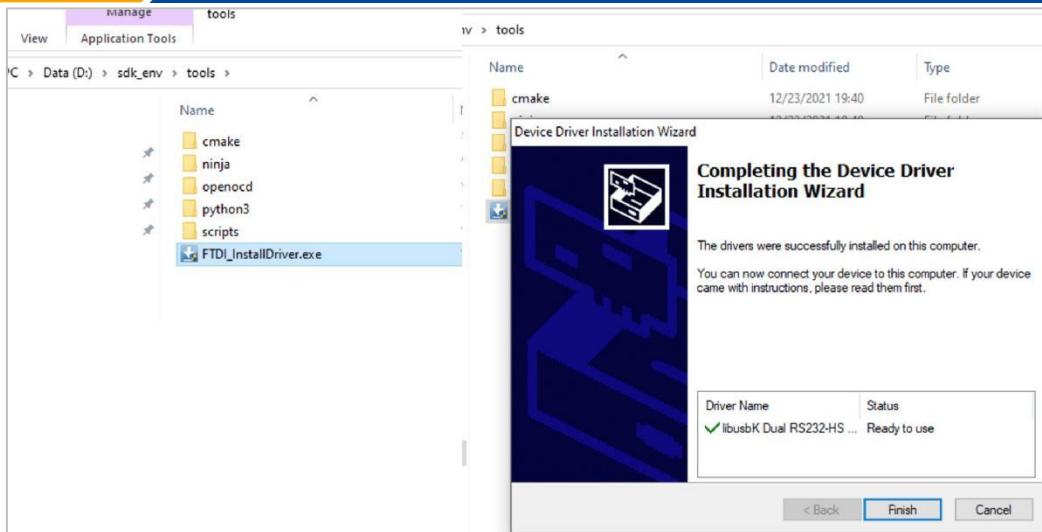 Manage
tools
View
Application Tools
PC > Data (D:) > sdk_env > tools >
Name
cmake
ninja
openocd
python3
scripts
FTDI_InstallDriver.exe
> tools
Name
Date modified
Type
cmake
12/23/2021 19:40
File folder
Device Driver Installation Wizard
Completing the Device Driver
Installation Wizard
The drivers were successfully installed on this computer.
You can now connect your device to this computer. If your device
came with instructions, please read them first.
Driver Name
Status
libusbK Dual RS232-HS ...
Ready to use
< Back
Finish
Cancel